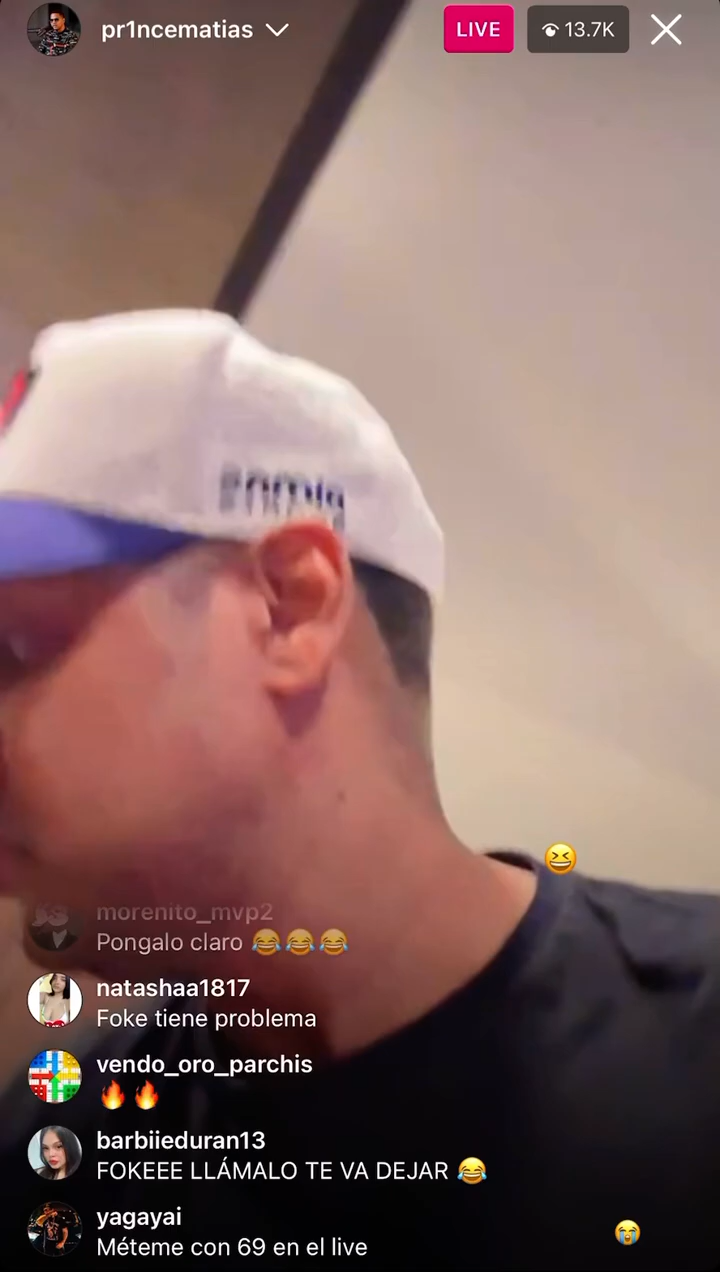 pr1ncematias
LIVE
13.7K
morenito_mvp2
Pongalo claro 😂😂😂
natashaa1817
Foke tiene problema
vendo_oro_parchis
🔥🔥
barbiieduran13
FOKEEE LLÁMALO TE VA DEJAR 😂
yagayai
Méteme con 69 en el live